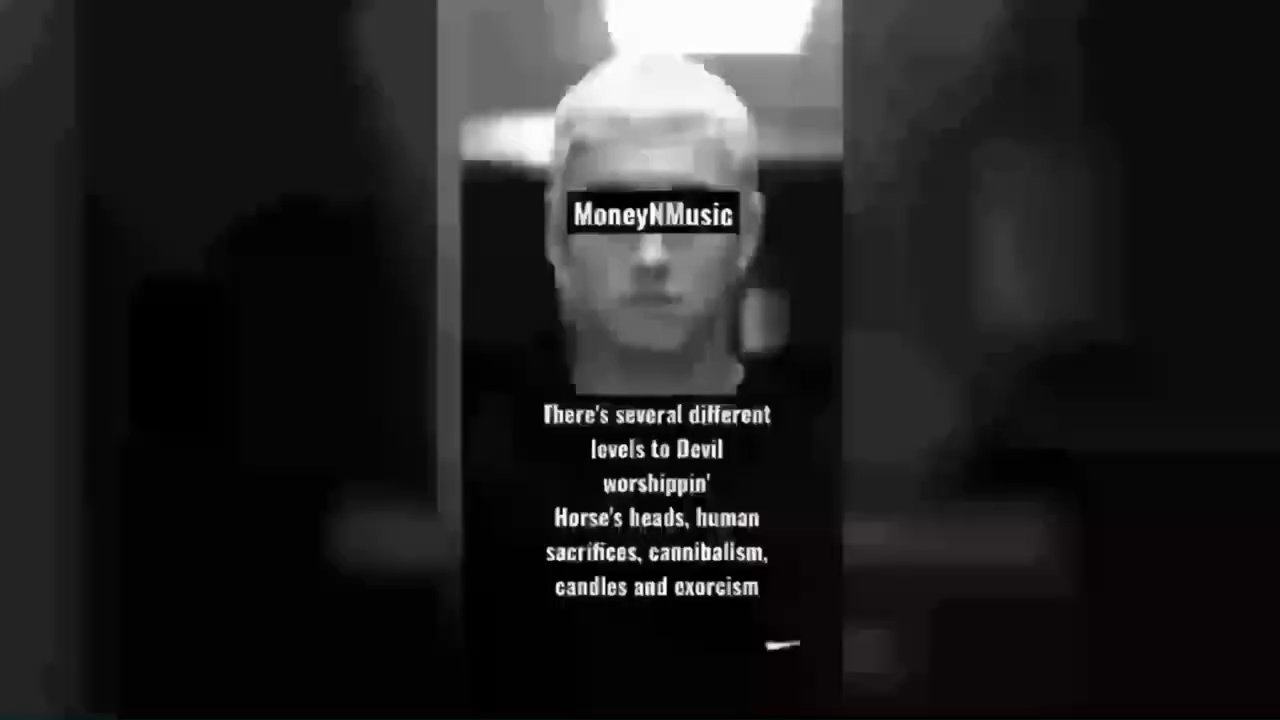 MoneyNMusic
There's several different
levels to Devil
worshippin'
Horse's heads, human
sacrifices, cannibalism,
candles and exorcism